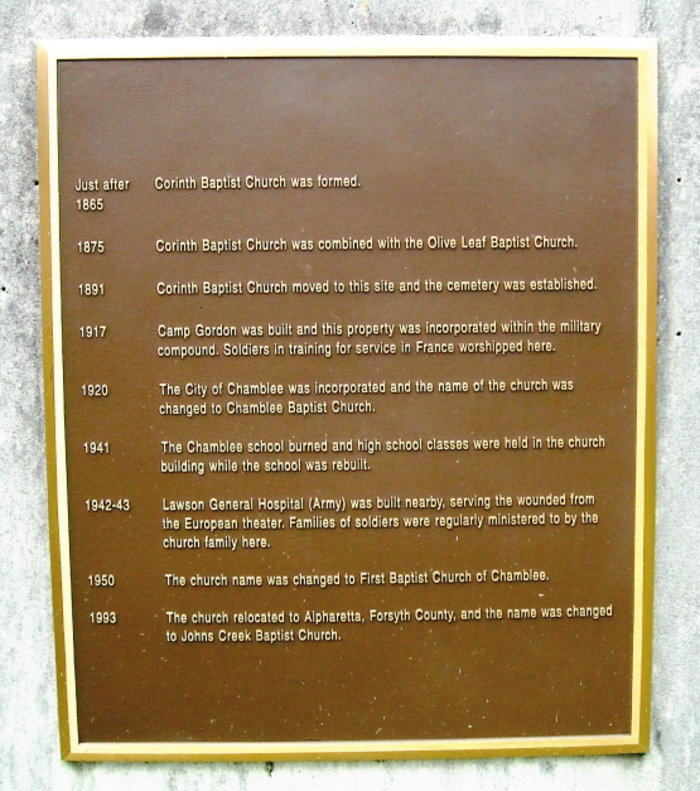 Just after Corinth Baptist Church was formed.
1865
1875 Corinth Baptist Church was combined with the Olive Leaf Baptist Church.
1891 Corinth Baptist Church moved to this site and the cemetery was established.
1917 Camp Gordon was built and this property was incorporated within the military
compound. Soldiers in training for service in France worshipped here.
1920 The City of Chamblee was incorporated and the name of the church was
changed to Chamblee Baptist Church.
1941 The Chamblee school burned and high school classes were held in the church
building while the school was rebuilt.
1942-43 Lawson General Hospital (Army) was built nearby, serving the wounded from
the European theater. Families of soldiers were regularly ministered to by the
church family here.
1950 The church name was changed to First Baptist Church of Chamblee.
1993 The church relocated to Alpharetta, Forsyth County, and the name was changed
to Johns Creek Baptist Church.